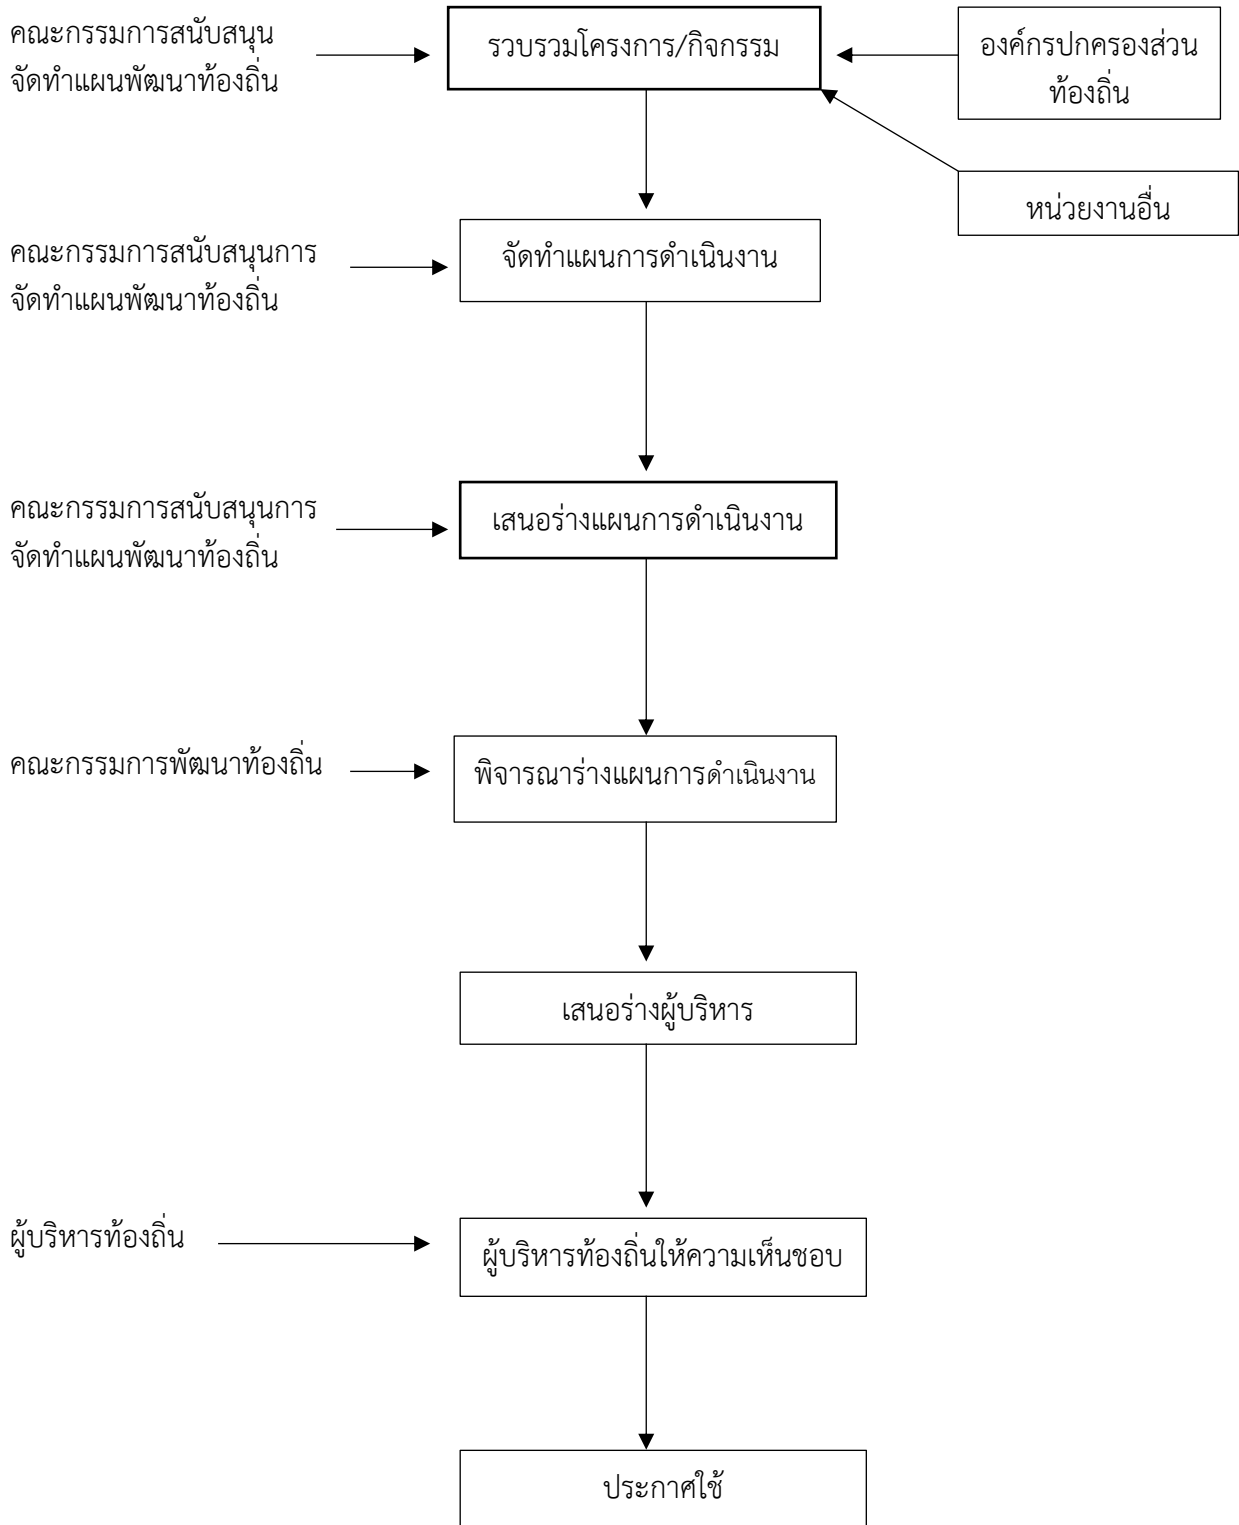 คณะกรรมการสนับสนุน
จัดทำแผนพัฒนาท้องถิ่น
รวบรวมโครงการ/กิจกรรม
องค์กรปกครองส่วน
ท้องถิ่น
หน่วยงานอื่น
คณะกรรมการสนับสนุนการ
จัดทำแผนพัฒนาท้องถิ่น
จัดทำแผนการดำเนินงาน
คณะกรรมการสนับสนุนการ
จัดทำแผนพัฒนาท้องถิ่น
เสนอร่างแผนการดำเนินงาน
คณะกรรมการพัฒนาท้องถิ่น
พิจารณาร่างแผนการดำเนินงาน
เสนอร่างผู้บริหาร
ผู้บริหารท้องถิ่น
ผู้บริหารท้องถิ่นให้ความเห็นชอบ
ประกาศใช้